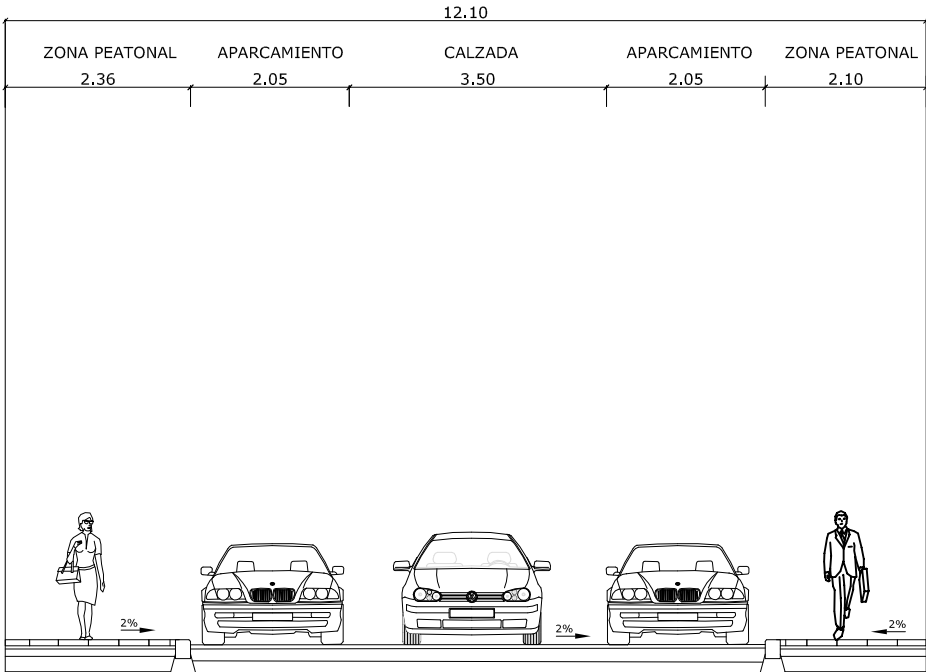 12.10
ZONA PEATONAL APARCAMIENTO CALZADA APARCAMIENTO ZONA PEATONAL
2.36 2.05 3.50 2.05 2.10
2% 2% 2%